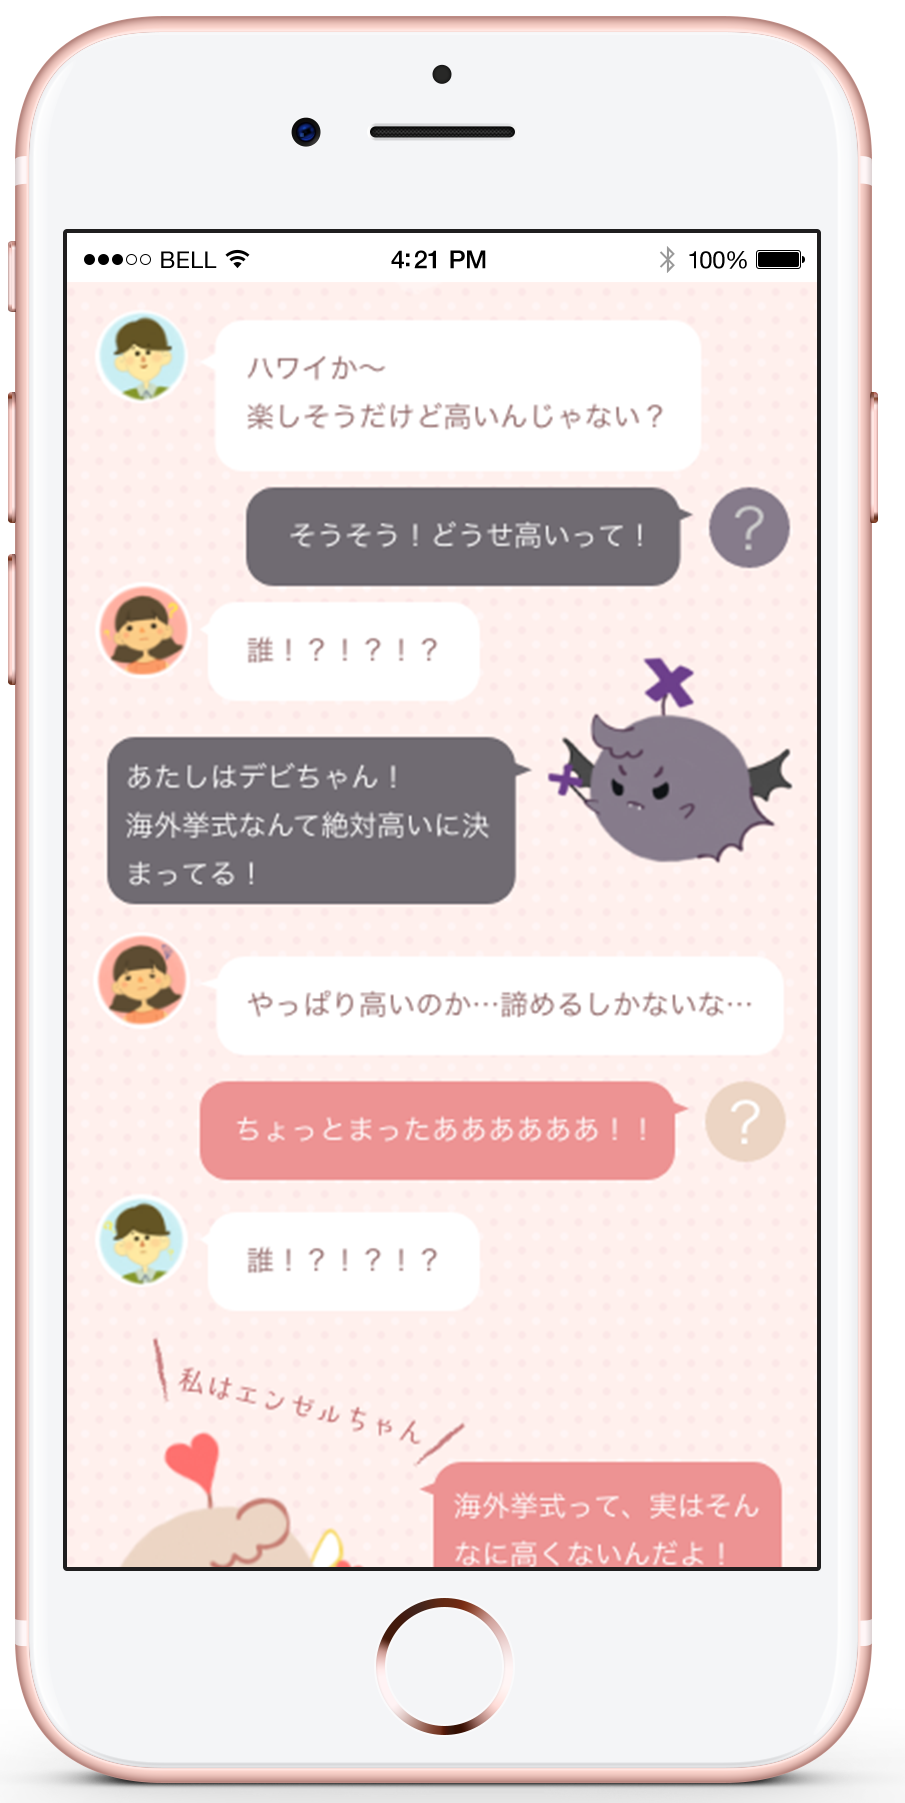 BELL 4:21 PM 100%
ハワイか〜
楽しそうだけど高いんじゃない？
そうそう！どうせ高いって！
?
誰！？！？！？
あたしはデビちゃん！
海外挙式なんて絶対高いに決
まってる！
やっぱり高いのか…諦めるしかないな…
ちょっとまったああああああ！！
?
誰！？！？！？
私はエンゼルちゃん
海外挙式って、実はそん
なに高くないんだよ！